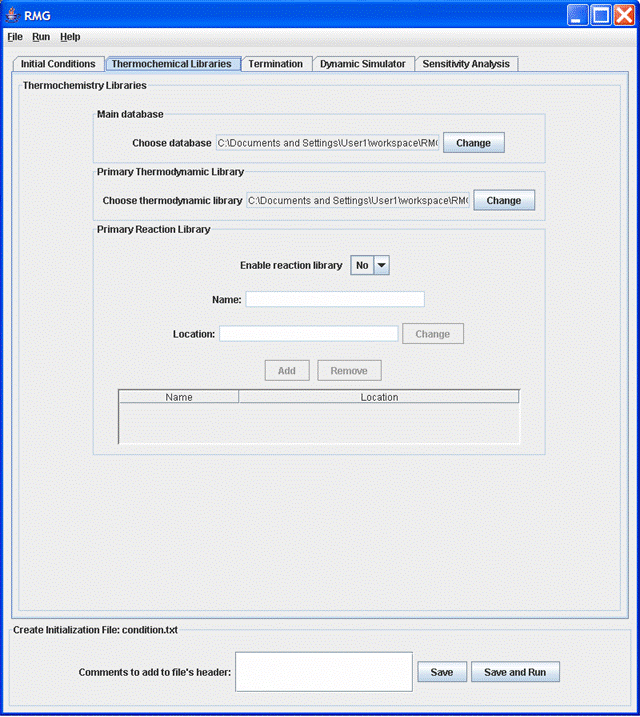 RMG
File Run Help
Initial Conditions Thermochemical Libraries Termination Dynamic Simulator Sensitivity Analysis
Thermochemistry Libraries
Main database
Choose database C:\Documents and Settings\User1\workspace\RMG Change
Primary Thermodynamic Library
Choose thermodynamic library C:\Documents and Settings\User1\workspace\RMG Change
Primary Reaction Library
Enable reaction library No
Name:
Location: Change
Add Remove
Name Location
Create Initialization File: condition.txt
Comments to add to file's header: Save Save and Run